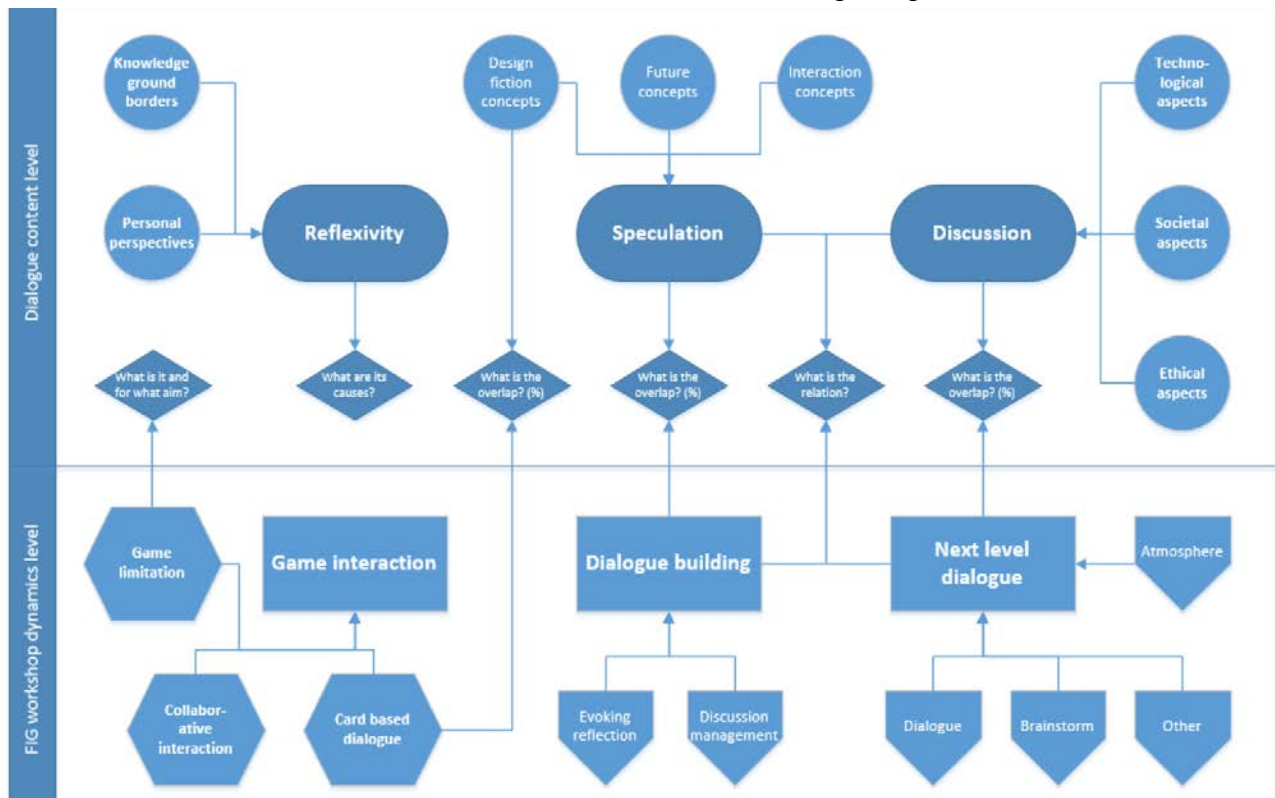 Dialogue content level
Knowledge
ground
borders
Design
fiction
concepts
Future
concepts
Interaction
concepts
Techno-
logical
aspects
Personal
perspectives
Reflexivity
Speculation
Discussion
Societal
aspects
What is it and
for what aim?
What are its
causes?
What is the
overlap? (%)
What is the
overlap? (%)
What is the
relation?
What is the
overlap? (%)
Ethical
aspects
FIG workshop dynamics level
Game
limitation
Game interaction
Dialogue building
Next level
dialogue
Atmosphere
Collabor-
ative
interaction
Card based
dialogue
Evoking
reflection
Discussion
management
Dialogue
Brainstorm
Other